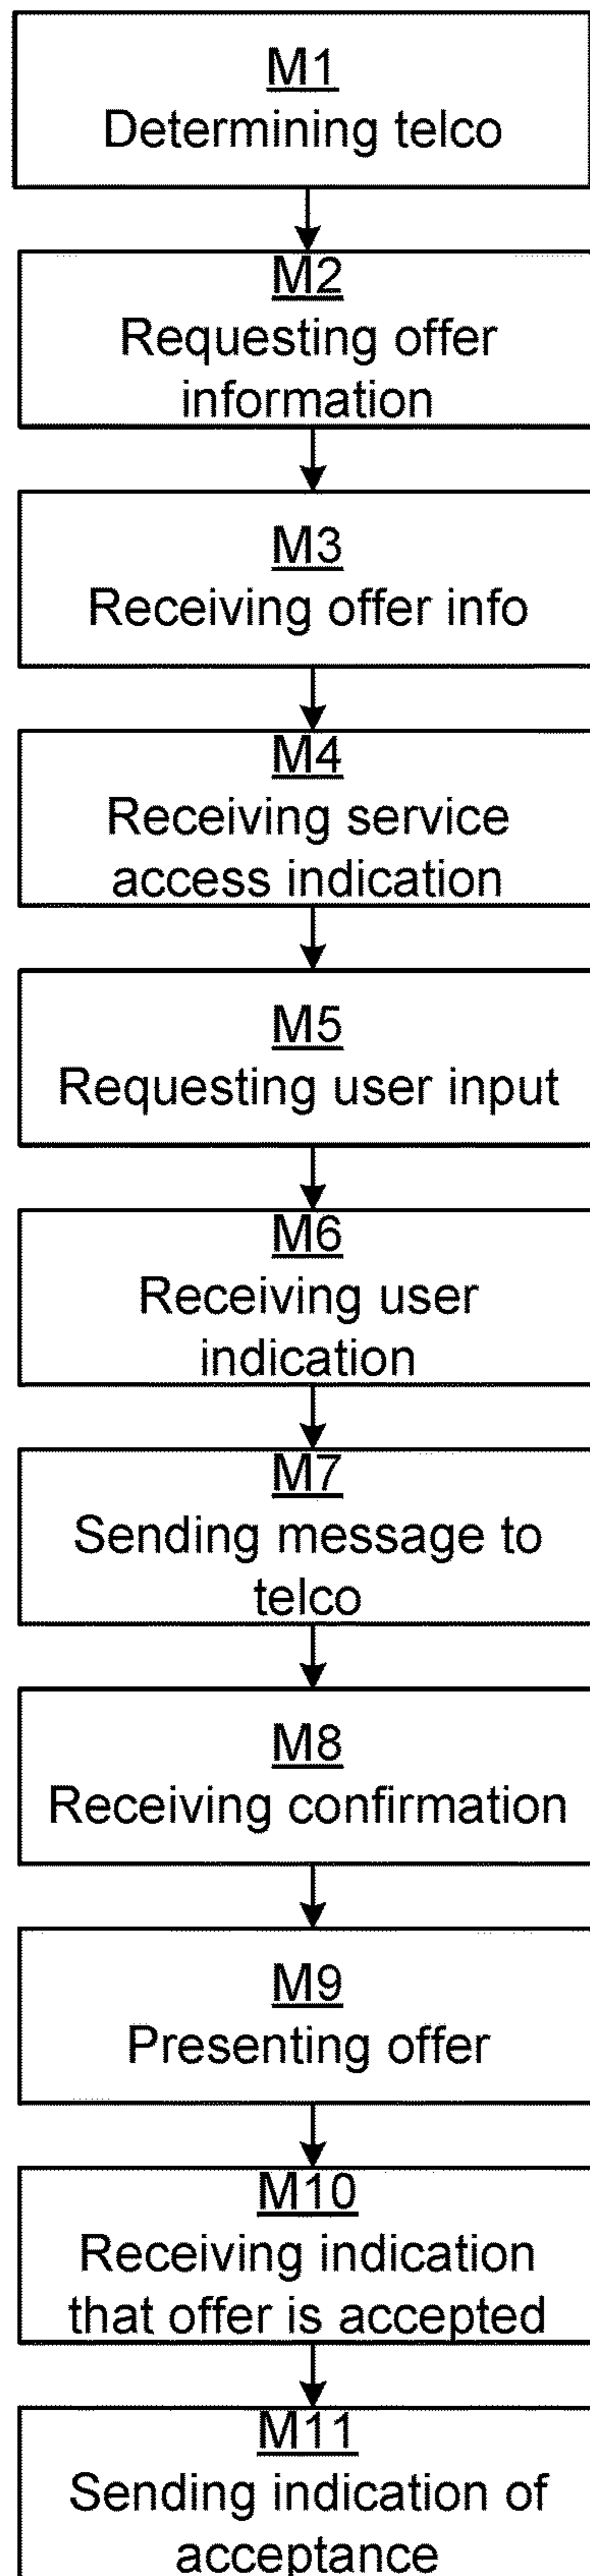 M1
Determining telco
M2
Requesting offer
information
M3
Receiving offer info
M4
Receiving service
access indication
M5
Requesting user input
M6
Receiving user
indication
M7
Sending message to
telco
M8
Receiving confirmation
M9
Presenting offer
M10
Receiving indication
that offer is accepted
M11
Sending indication of
acceptance